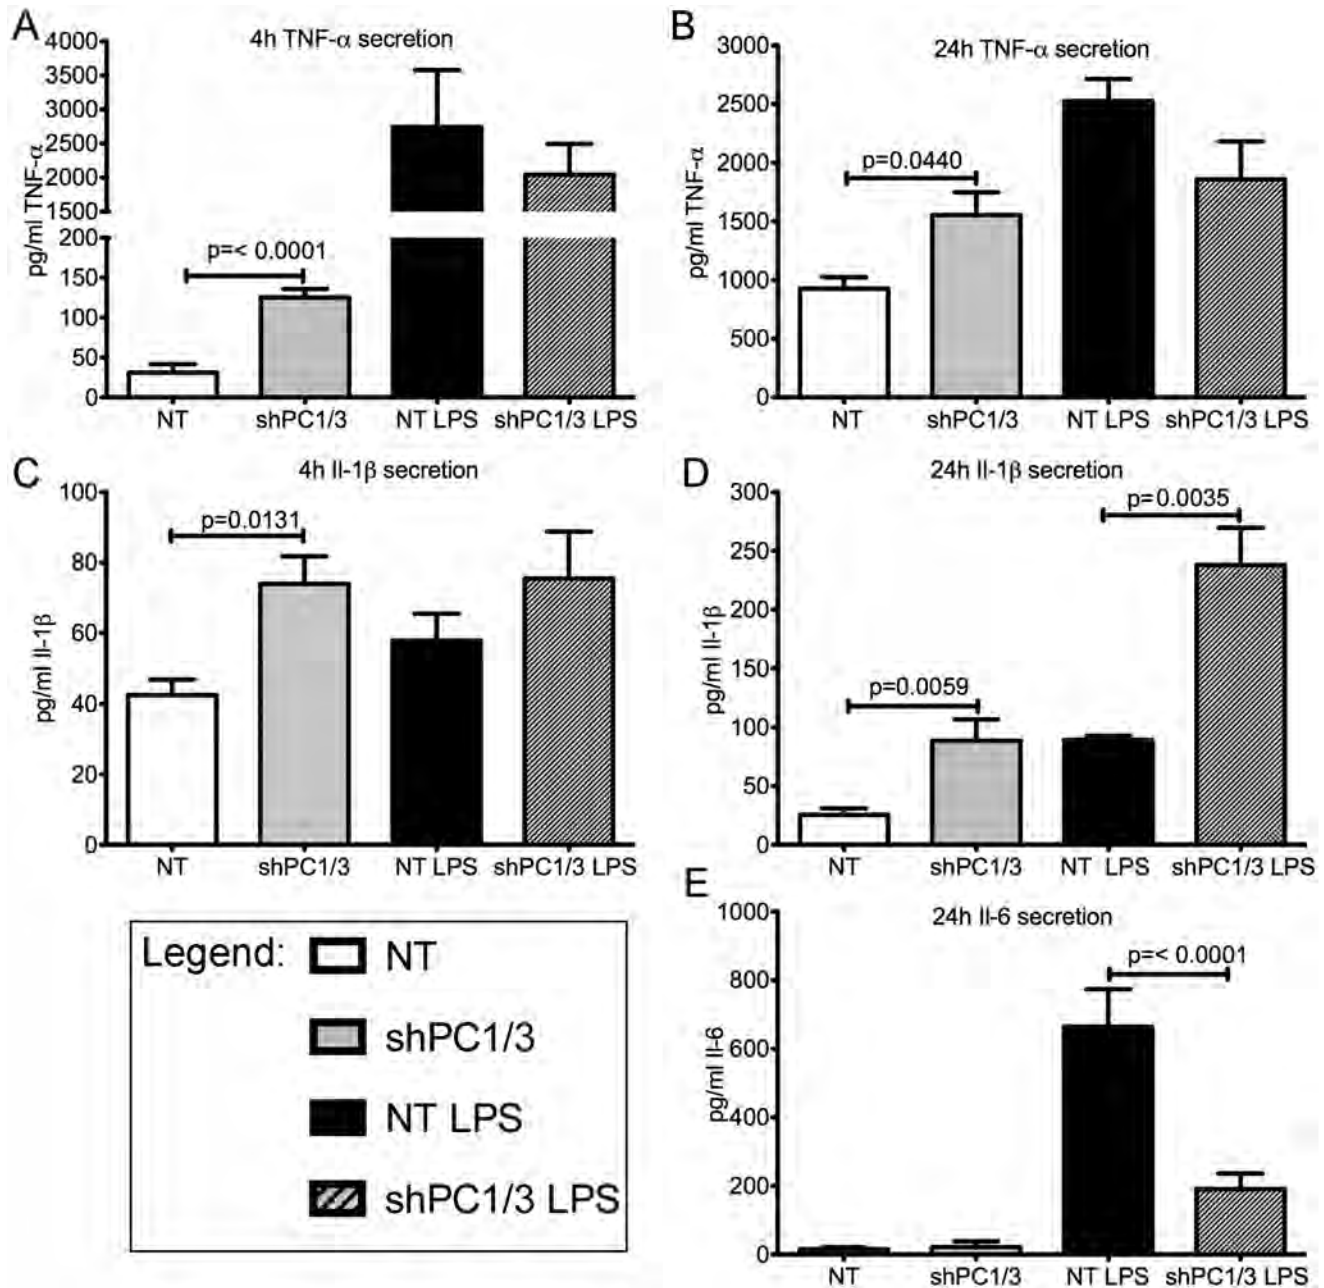 A
4h TNF-α secretion
4000
3500
3000
2500
2000
1500
200
150
100
50
0
pg/ml TNF-α
p=< 0.0001
NT
shPC1/3
NT LPS
shPC1/3 LPS
B
24h TNF-α secretion
3000
2500
2000
1500
1000
500
0
pg/ml TNF-α
p=0.0440
NT
shPC1/3
NT LPS
shPC1/3 LPS
C
4h Il-1β secretion
100
80
60
40
20
0
pg/ml Il-1β
p=0.0131
NT
shPC1/3
NT LPS
shPC1/3 LPS
D
24h Il-1β secretion
300
250
200
150
100
50
0
pg/ml Il-1β
p=0.0035
p=0.0059
NT
shPC1/3
NT LPS
shPC1/3 LPS
E
24h Il-6 secretion
1000
800
600
400
200
0
pg/ml Il-6
p=< 0.0001
NT
shPC1/3
NT LPS
shPC1/3 LPS
Legend:
NT
shPC1/3
NT LPS
shPC1/3 LPS